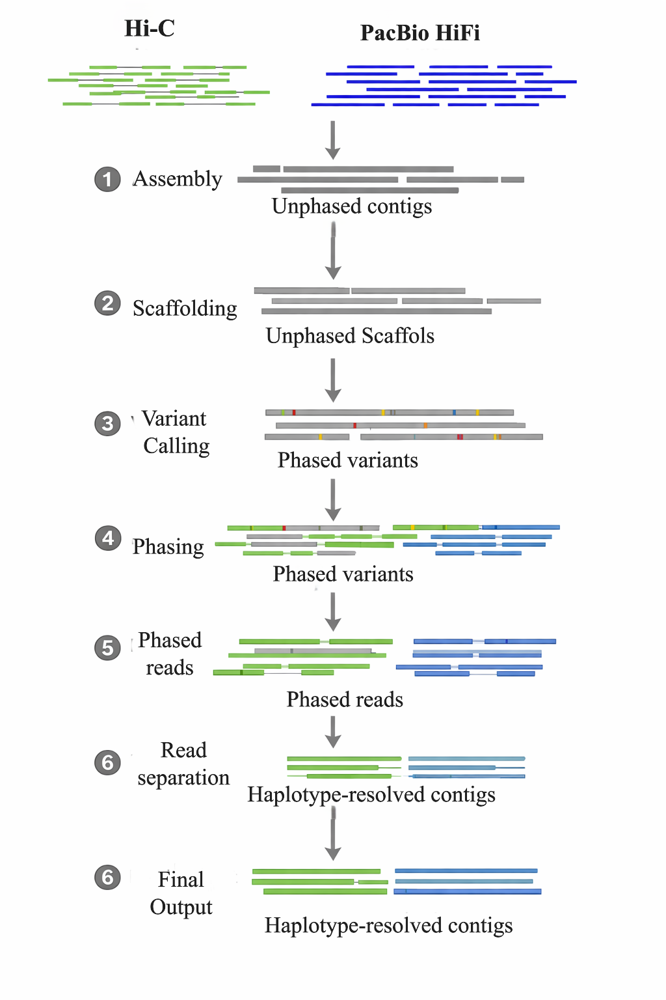 Hi-C
PacBio HiFi
1 Assembly
Unphased contigs
2 Scaffolding
Unphased Scaffols
3 Variant
Calling
Phased variants
4 Phasing
Phased variants
5 Phased
reads
Phased reads
6 Read
separation
Haplotype-resolved contigs
6 Final
Output
Haplotype-resolved contigs